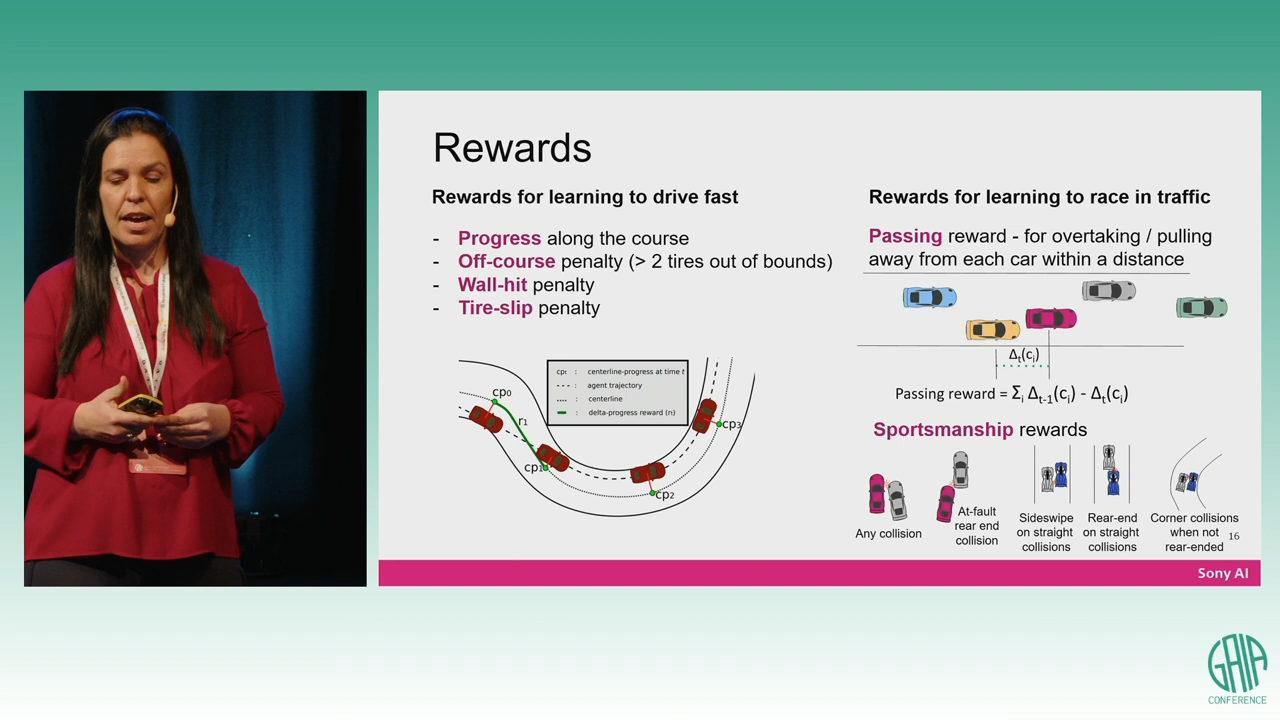 Rewards
Rewards for learning to drive fast
- Progress along the course
- Off-course penalty (> 2 tires out of bounds)
- Wall-hit penalty
- Tire-slip penalty
cpt : centerline-progress at time t
: agent trajectory
: centerline
: delta-progress reward (rt)
cp0
r1
cp1
cp2
cp3
Rewards for learning to race in traffic
Passing reward - for overtaking / pulling
away from each car within a distance
Δt(ci)
Passing reward = Σi Δt-1(ci) - Δt(ci)
Sportsmanship rewards
Any collision
At-fault
rear end
collision
Sideswipe
on straight
collisions
Rear-end
on straight
collisions
Corner collisions
when not
rear-ended
16
Sony AI
GAIA
CONFERENCE